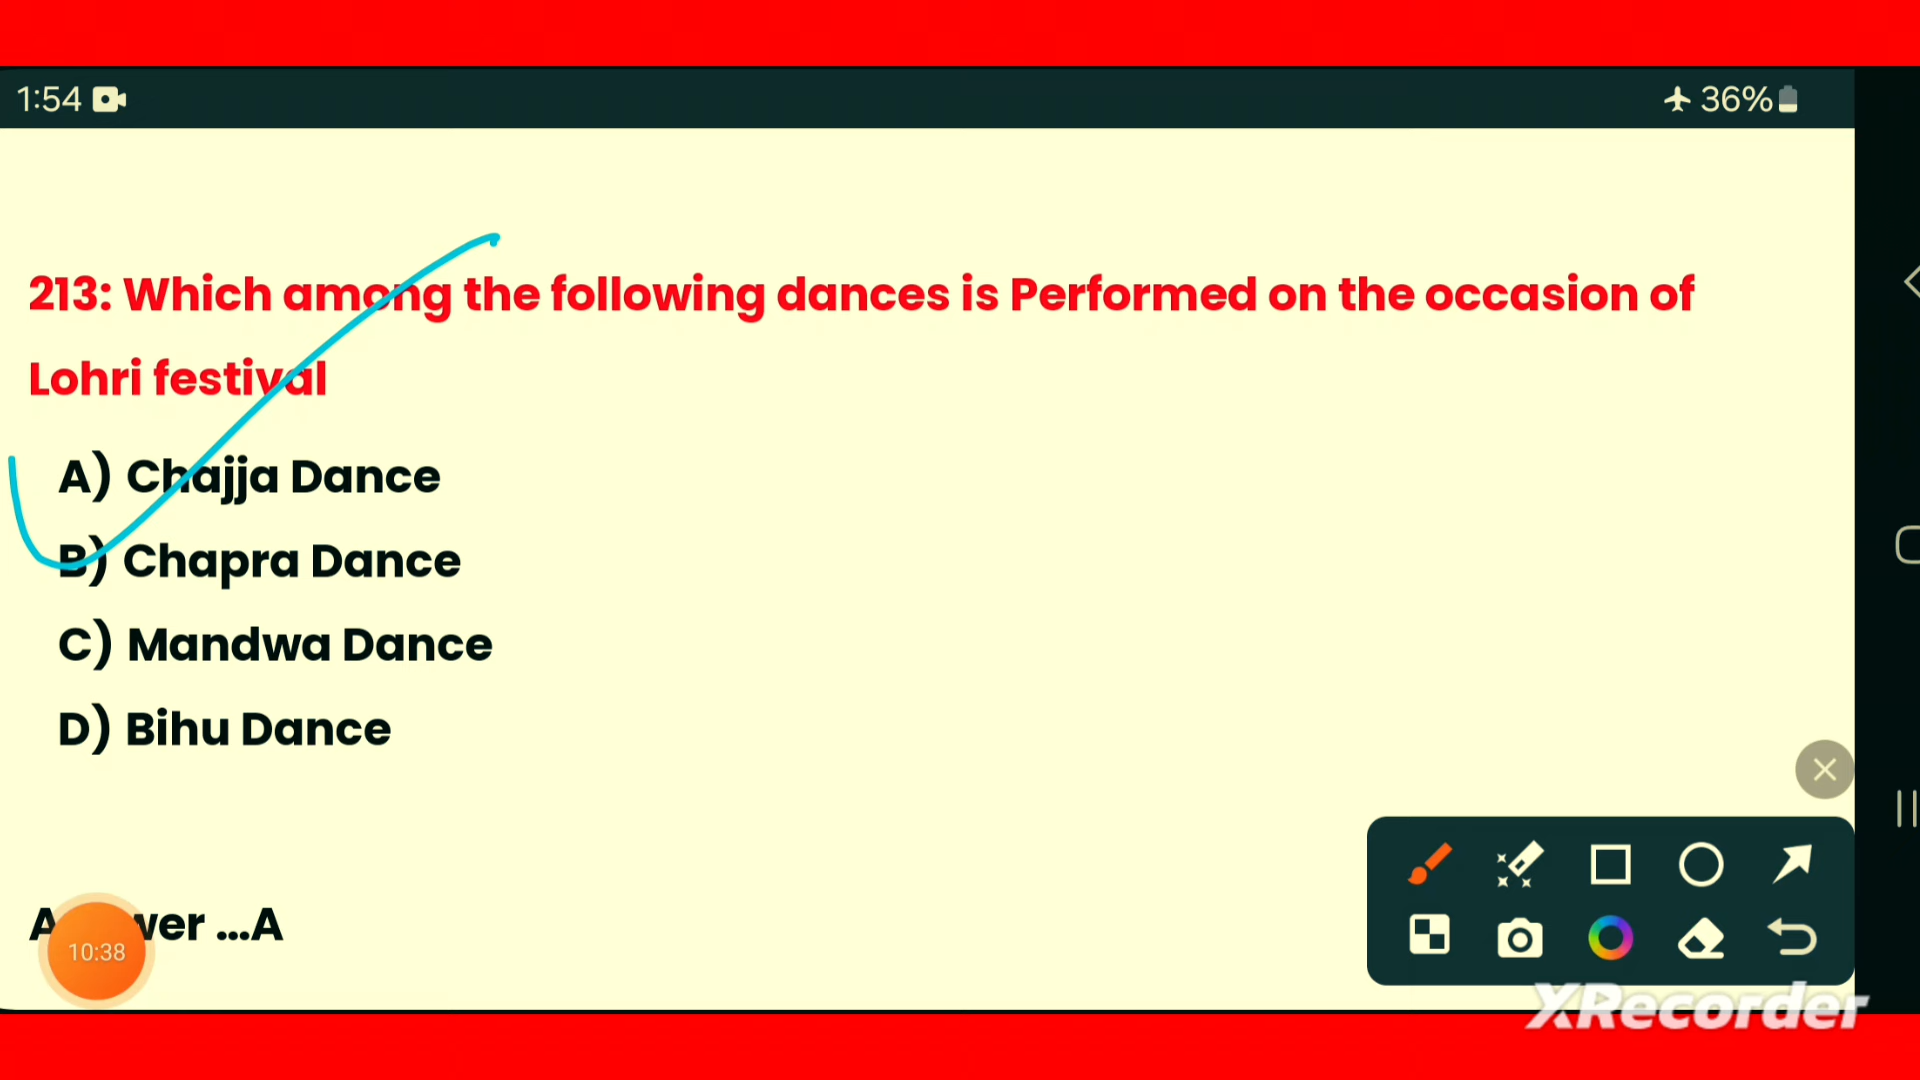 1:54
36%
213: Which among the following dances is Performed on the occasion of
Lohri festival
A) Chajja Dance
B) Chapra Dance
C) Mandwa Dance
D) Bihu Dance
...A
10:38
XRecorder